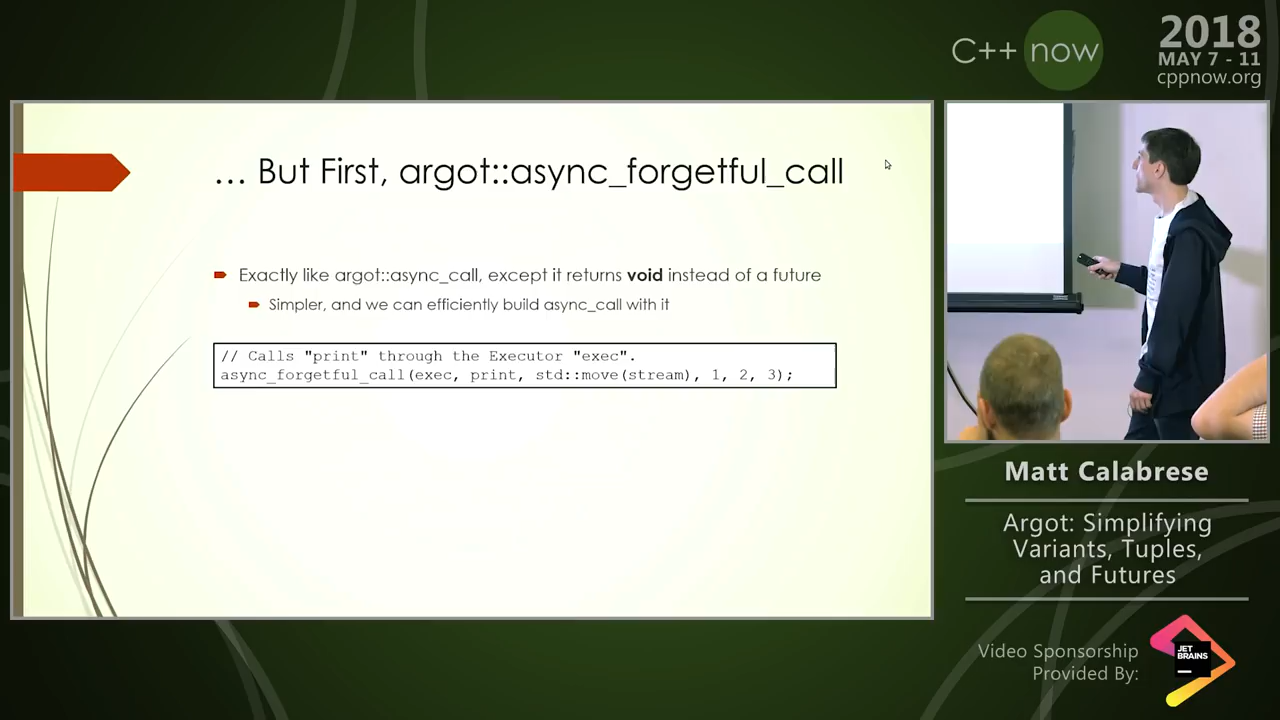 C++ now
2018
MAY 7 - 11
cppnow.org
... But First, argot::async_forgetful_call
Exactly like argot::async_call, except it returns void instead of a future
Simpler, and we can efficiently build async_call with it
// Calls "print" through the Executor "exec".
async_forgetful_call(exec, print, std::move(stream), 1, 2, 3);
Matt Calabrese
Argot: Simplifying
Variants, Tuples,
and Futures
Video Sponsorship
Provided By:
JET
BRAINS